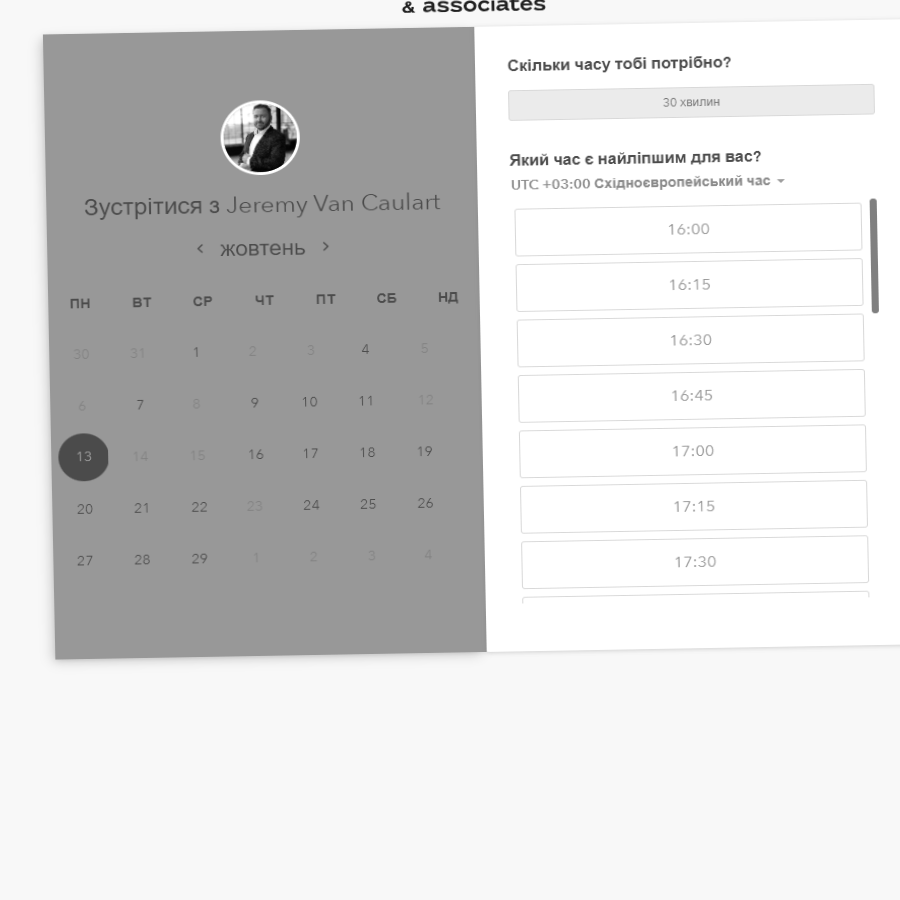 & associates
Зустрітися з Jeremy Van Caulart
жовтень
ПН ВТ СР ЧТ ПТ СБ НД
30 31 1 2 3 4 5
6 7 8 9 10 11 12
13 14 15 16 17 18 19
20 21 22 23 24 25 26
27 28 29 1 2 3 4
Скільки часу тобі потрібно?
30 хвилин
Який час є найліпшим для вас?
UTC +03:00 Східноєвропейський час
16:00
16:15
16:30
16:45
17:00
17:15
17:30